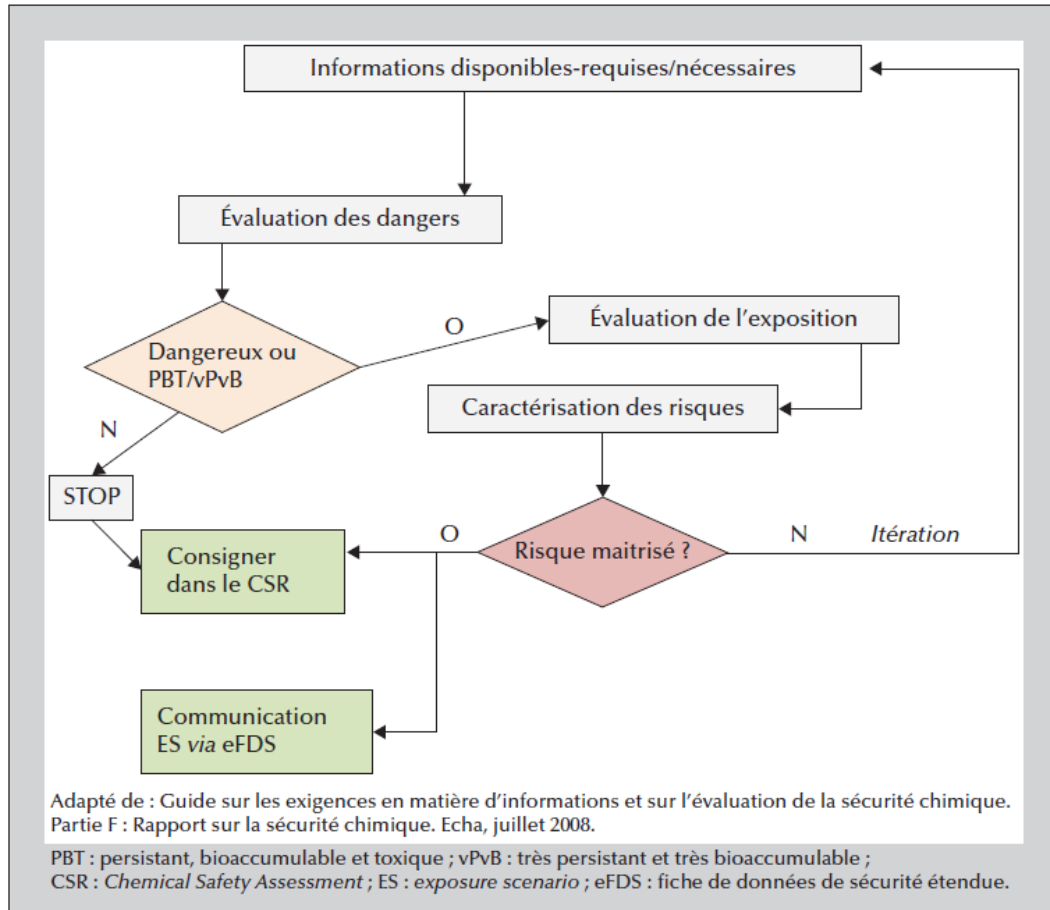 Informations disponibles-requises/nécessaires
Évaluation des dangers
Évaluation de l'exposition
O
Dangereux ou
PBT/vPvB
Caractérisation des risques
N
STOP
Consigner
dans le CSR
O
Risque maitrisé ?
N
Itération
Communication
ES via eFDS
Adapté de : Guide sur les exigences en matière d'informations et sur l'évaluation de la sécurité chimique.
Partie F : Rapport sur la sécurité chimique. Echa, juillet 2008.
PBT : persistant, bioaccumulable et toxique ; vPvB : très persistant et très bioaccumulable ;
CSR : Chemical Safety Assessment ; ES : exposure scenario ; eFDS : fiche de données de sécurité étendue.